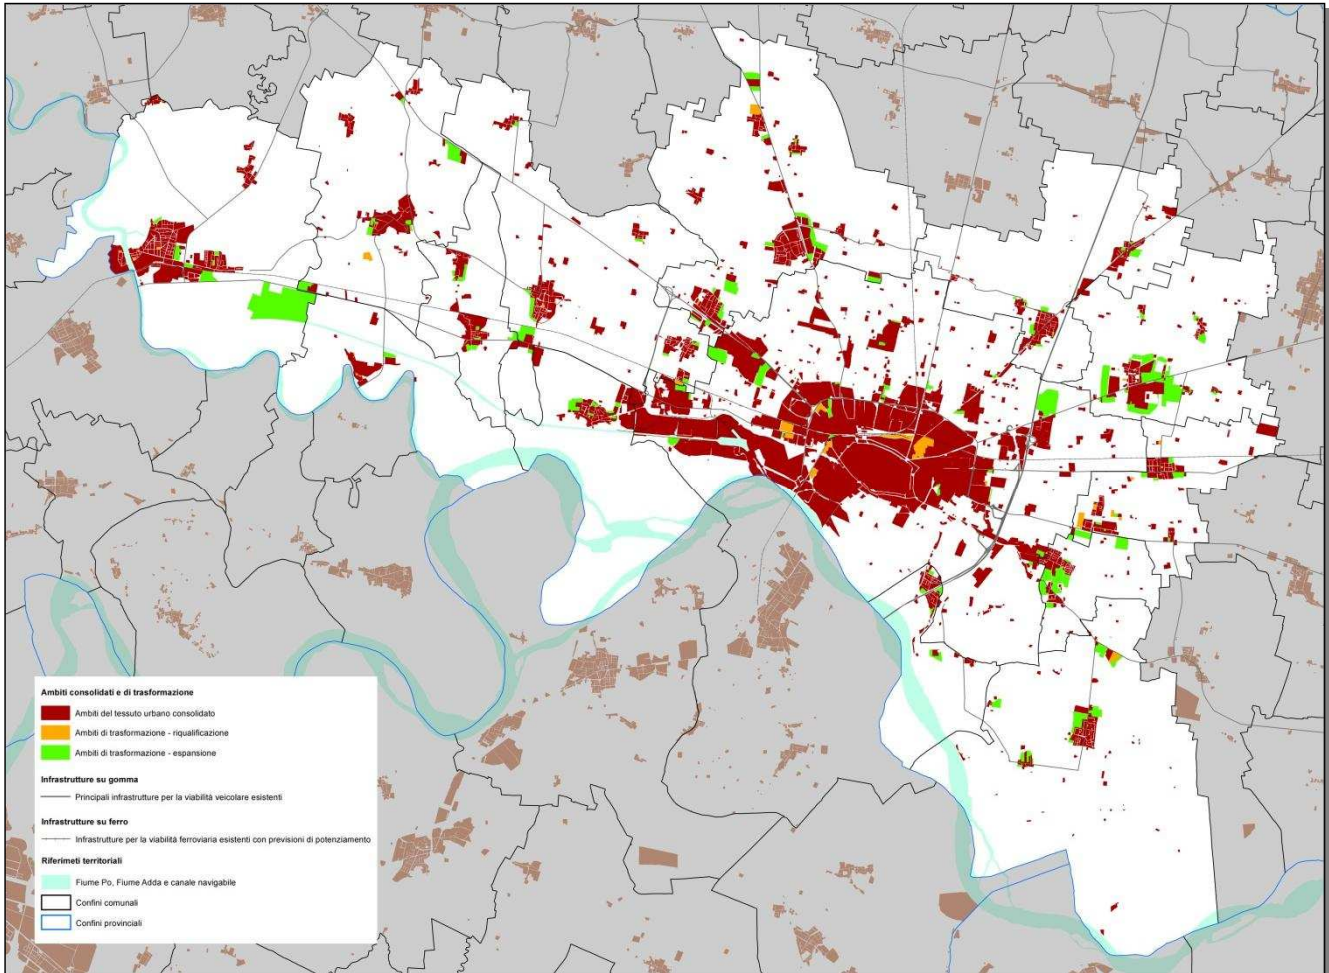 Ambiti consolidati e di trasformazione
Ambiti del tessuto urbano consolidato
Ambiti di trasformazione - riqualificazione
Ambiti di trasformazione - espansione
Infrastrutture su gomma
Principali infrastrutture per la viabilità veicolare esistenti
Infrastrutture su ferro
Infrastrutture per la viabilità ferroviaria esistenti con previsioni di potenziamento
Riferimeti territoriali
Fiume Po, Fiume Adda e canale navigabile
Confini comunali
Confini provinciali